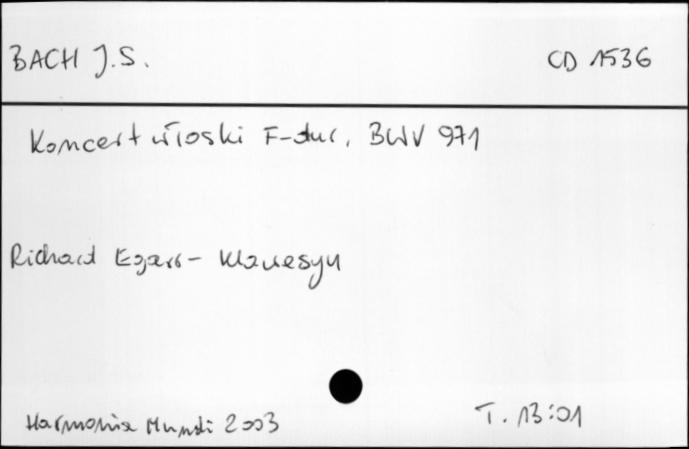 BACH J.S. CD 1536
Koncert włoski F-dur, BWV 971
Richard Egarr - klawesyn
Harmonia Mundi 2003 T. 13:01